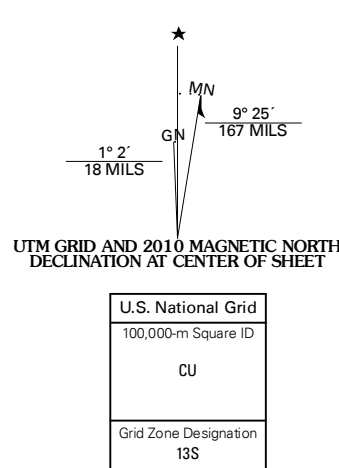 ★
MN
GN
9° 25´
167 MILS
1° 2´
18 MILS
UTM GRID AND 2010 MAGNETIC NORTH
DECLINATION AT CENTER OF SHEET
U.S. National Grid
100,000-m Square ID
CU
Grid Zone Designation
13S